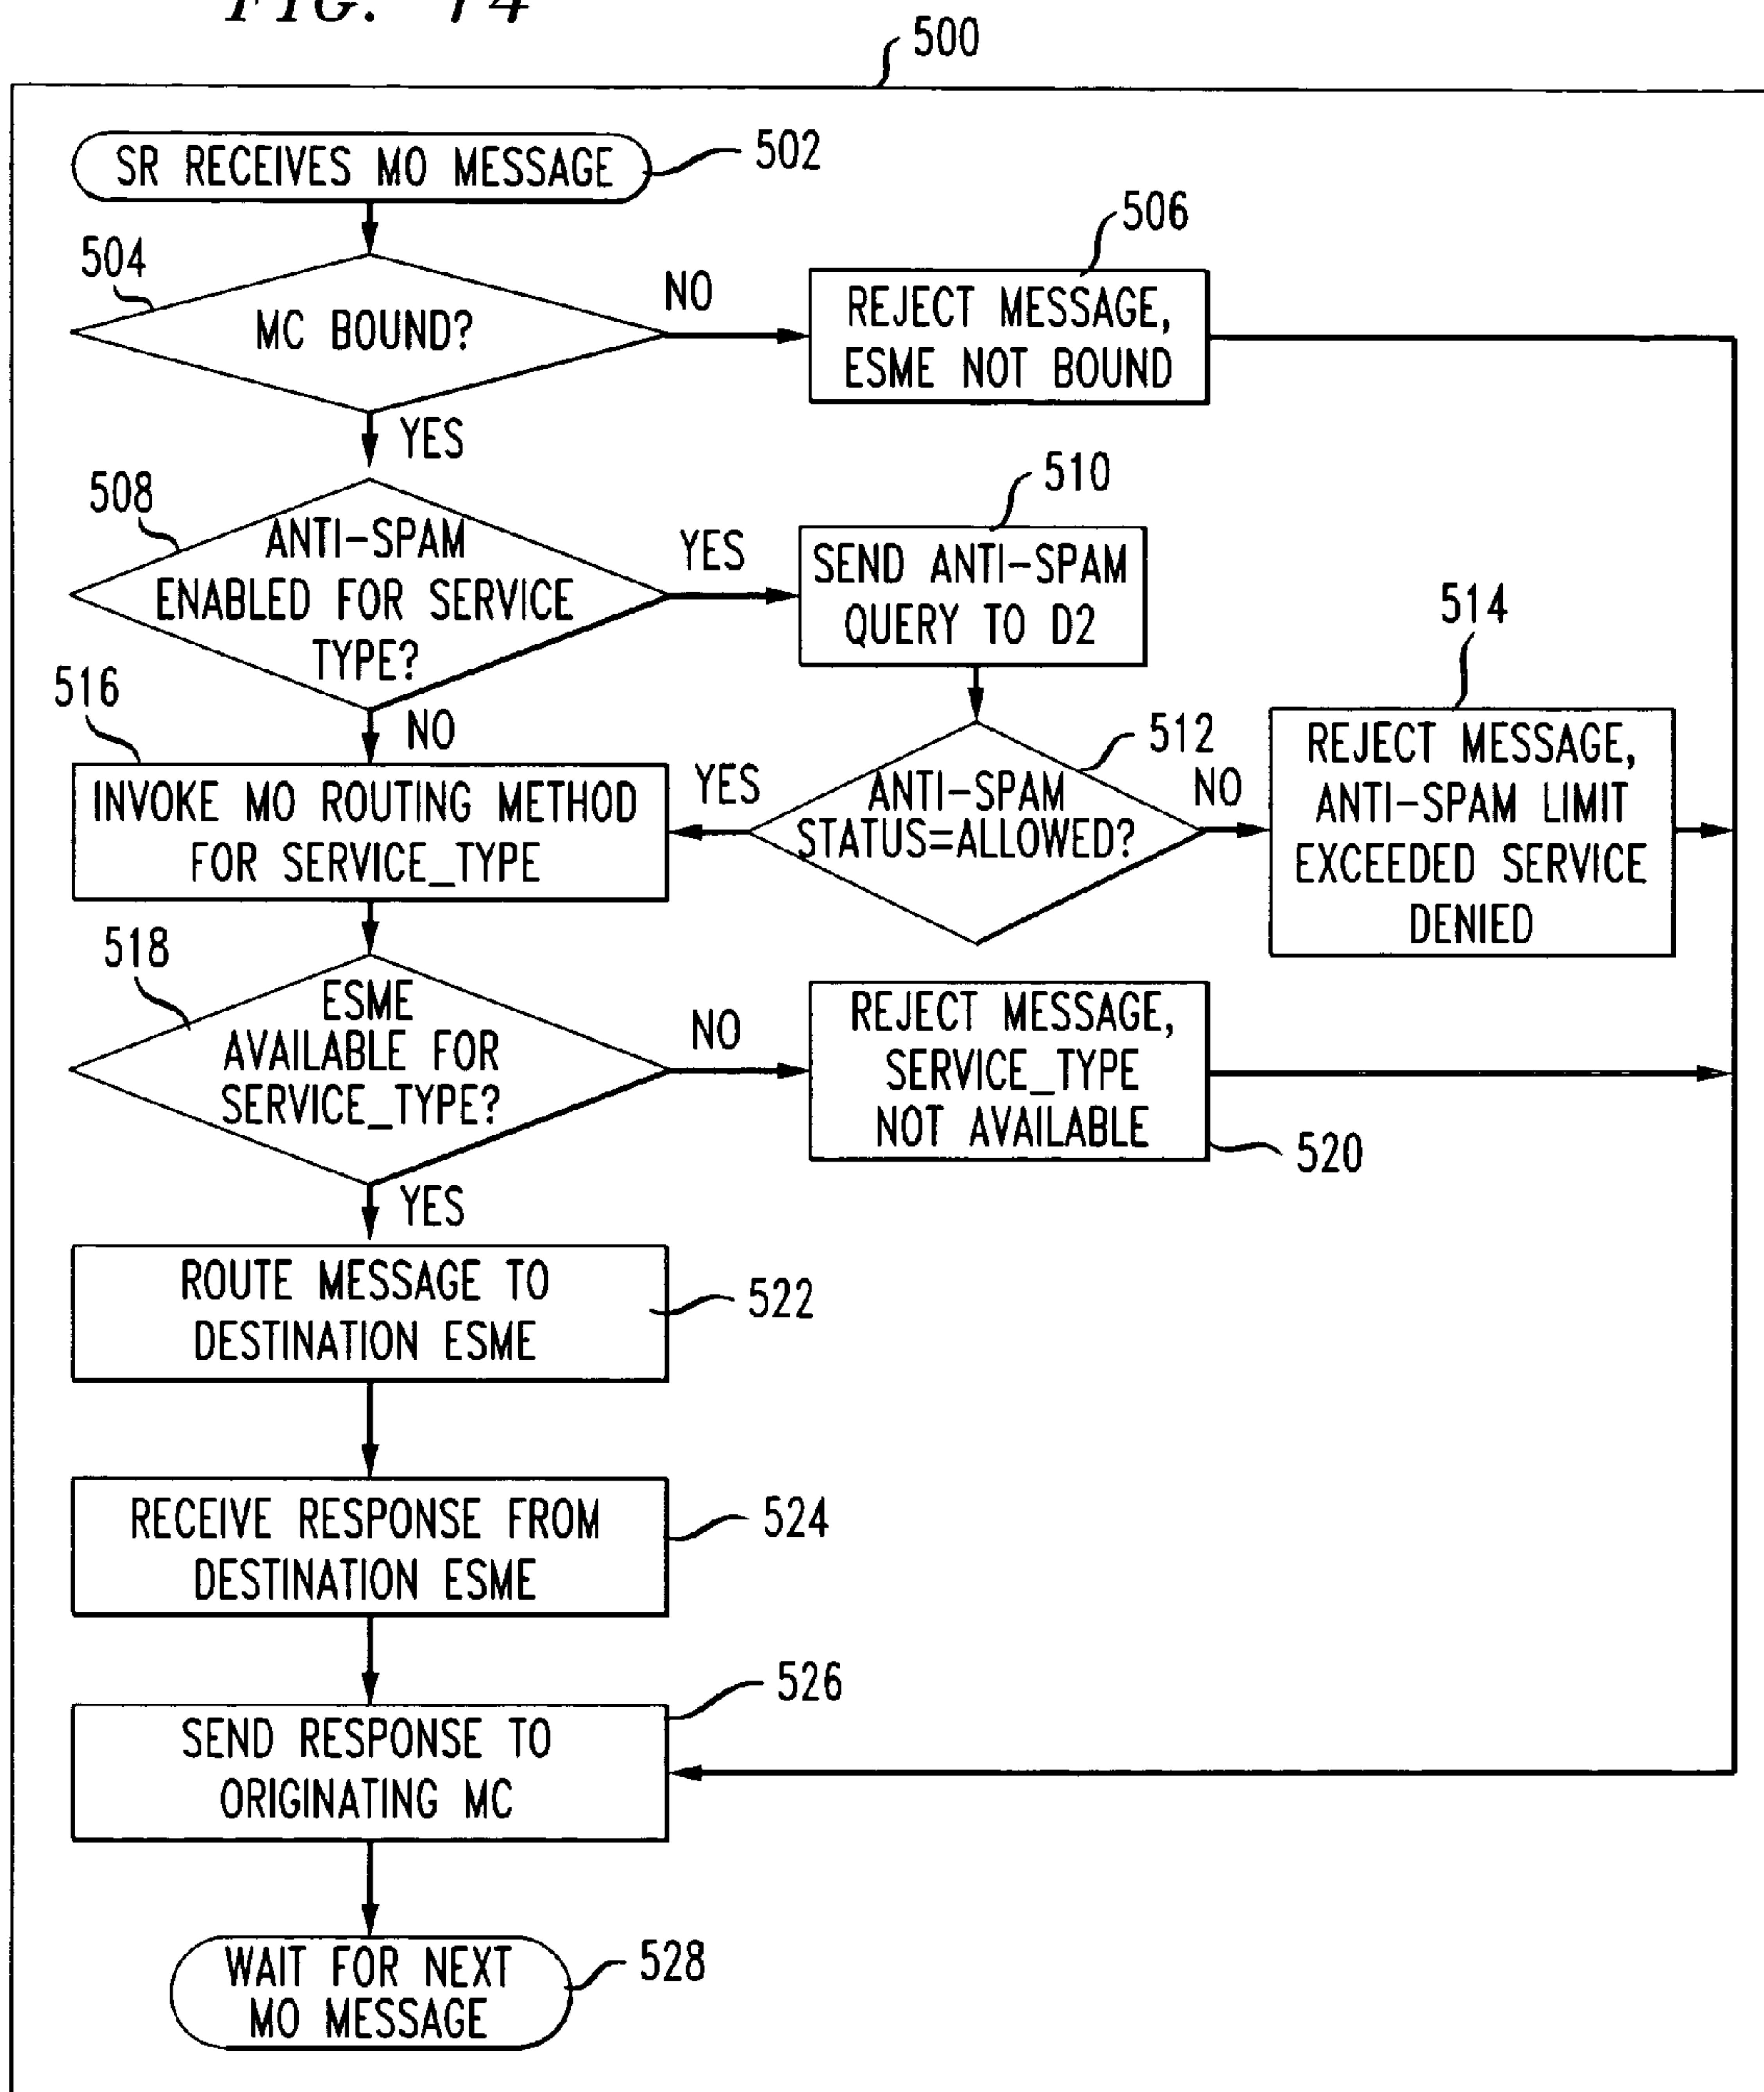 FIG. 14
500
SR RECEIVES MO MESSAGE
502
504
MC BOUND?
NO
506
REJECT MESSAGE,
ESME NOT BOUND
YES
508
ANTI-SPAM
ENABLED FOR SERVICE
TYPE?
YES
510
SEND ANTI-SPAM
QUERY TO D2
514
REJECT MESSAGE,
ANTI-SPAM LIMIT
EXCEEDED SERVICE
DENIED
512
ANTI-SPAM
STATUS=ALLOWED?
NO
YES
NO
516
INVOKE MO ROUTING METHOD
FOR SERVICE_TYPE
518
ESME
AVAILABLE FOR
SERVICE_TYPE?
NO
REJECT MESSAGE,
SERVICE_TYPE
NOT AVAILABLE
520
YES
ROUTE MESSAGE TO
DESTINATION ESME
522
RECEIVE RESPONSE FROM
DESTINATION ESME
524
SEND RESPONSE TO
ORIGINATING MC
526
WAIT FOR NEXT
MO MESSAGE
528